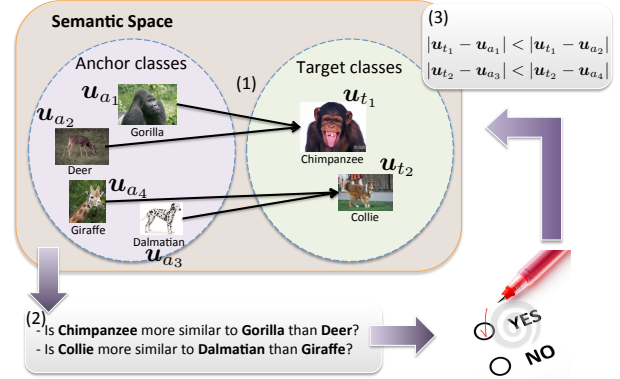 Semantic Space
(3)
|u_{t_1} − u_{a_1}| < |u_{t_1} − u_{a_2}|
|u_{t_2} − u_{a_3}| < |u_{t_2} − u_{a_4}|
Anchor classes
(1)
Target classes
u_{a_1}
u_{t_1}
u_{a_2}
Gorilla
Chimpanzee
Deer
u_{t_2}
u_{a_4}
Giraffe
Dalmatian
Collie
u_{a_3}
(2)
- Is Chimpanzee more similar to Gorilla than Deer?
- Is Collie more similar to Dalmatian than Giraffe?
YES
NO